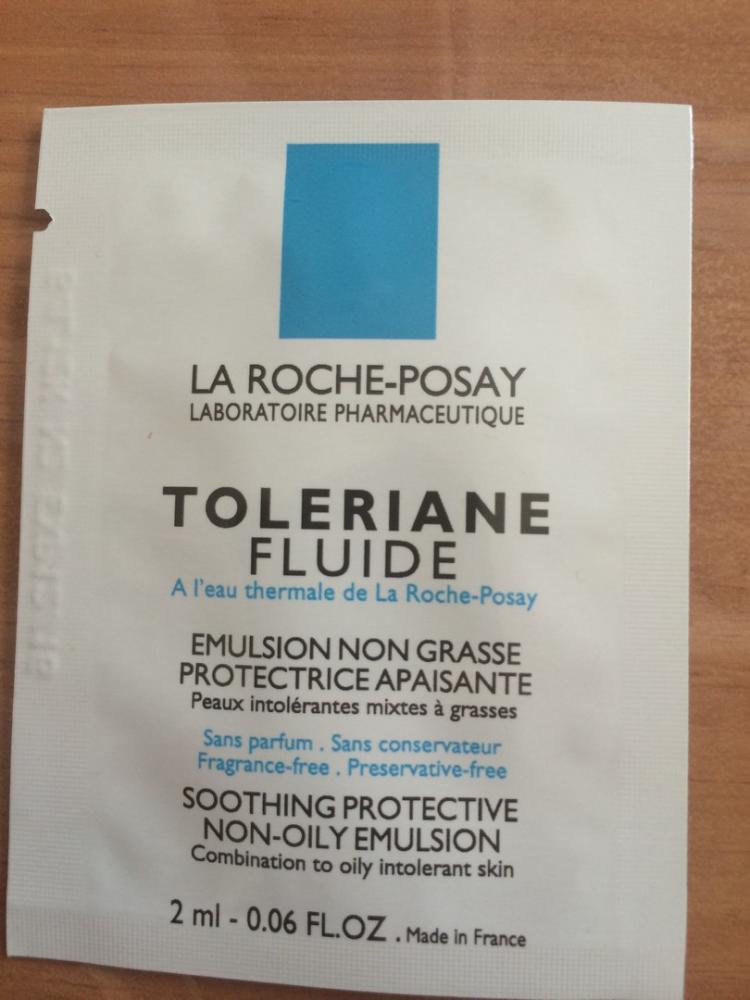 LA ROCHE-POSAY
LABORATOIRE PHARMACEUTIQUE
TOLERIANE
FLUIDE
A l'eau thermale de La Roche-Posay
EMULSION NON GRASSE
PROTECTRICE APAISANTE
Peaux intolérantes mixtes à grasses
Sans parfum . Sans conservateur
Fragrance-free . Preservative-free
SOOTHING PROTECTIVE
NON-OILY EMULSION
Combination to oily intolerant skin
2 ml - 0.06 FL.OZ . Made in France